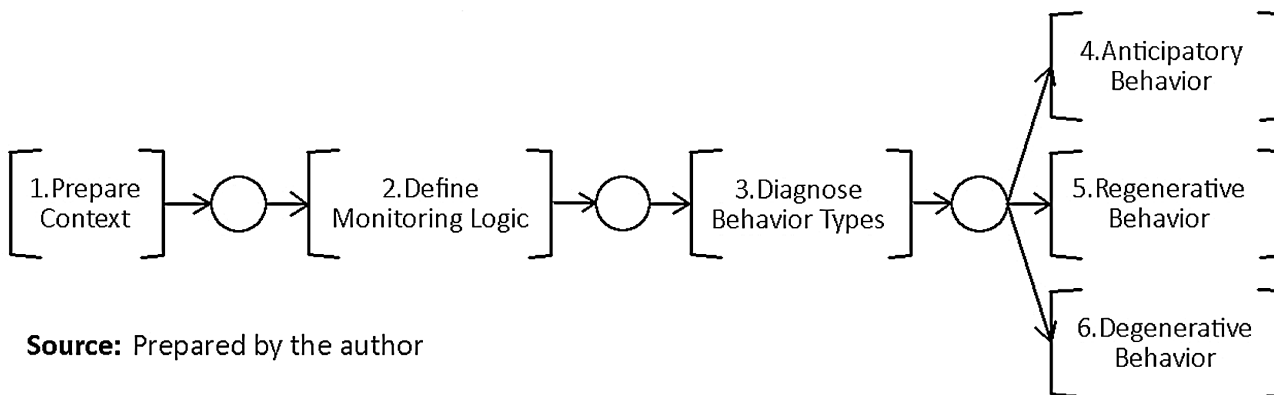 1.Prepare
Context
2.Define
Monitoring Logic
3.Diagnose
Behavior Types
4.Anticipatory
Behavior
5.Regenerative
Behavior
6.Degenerative
Behavior
Source: Prepared by the author